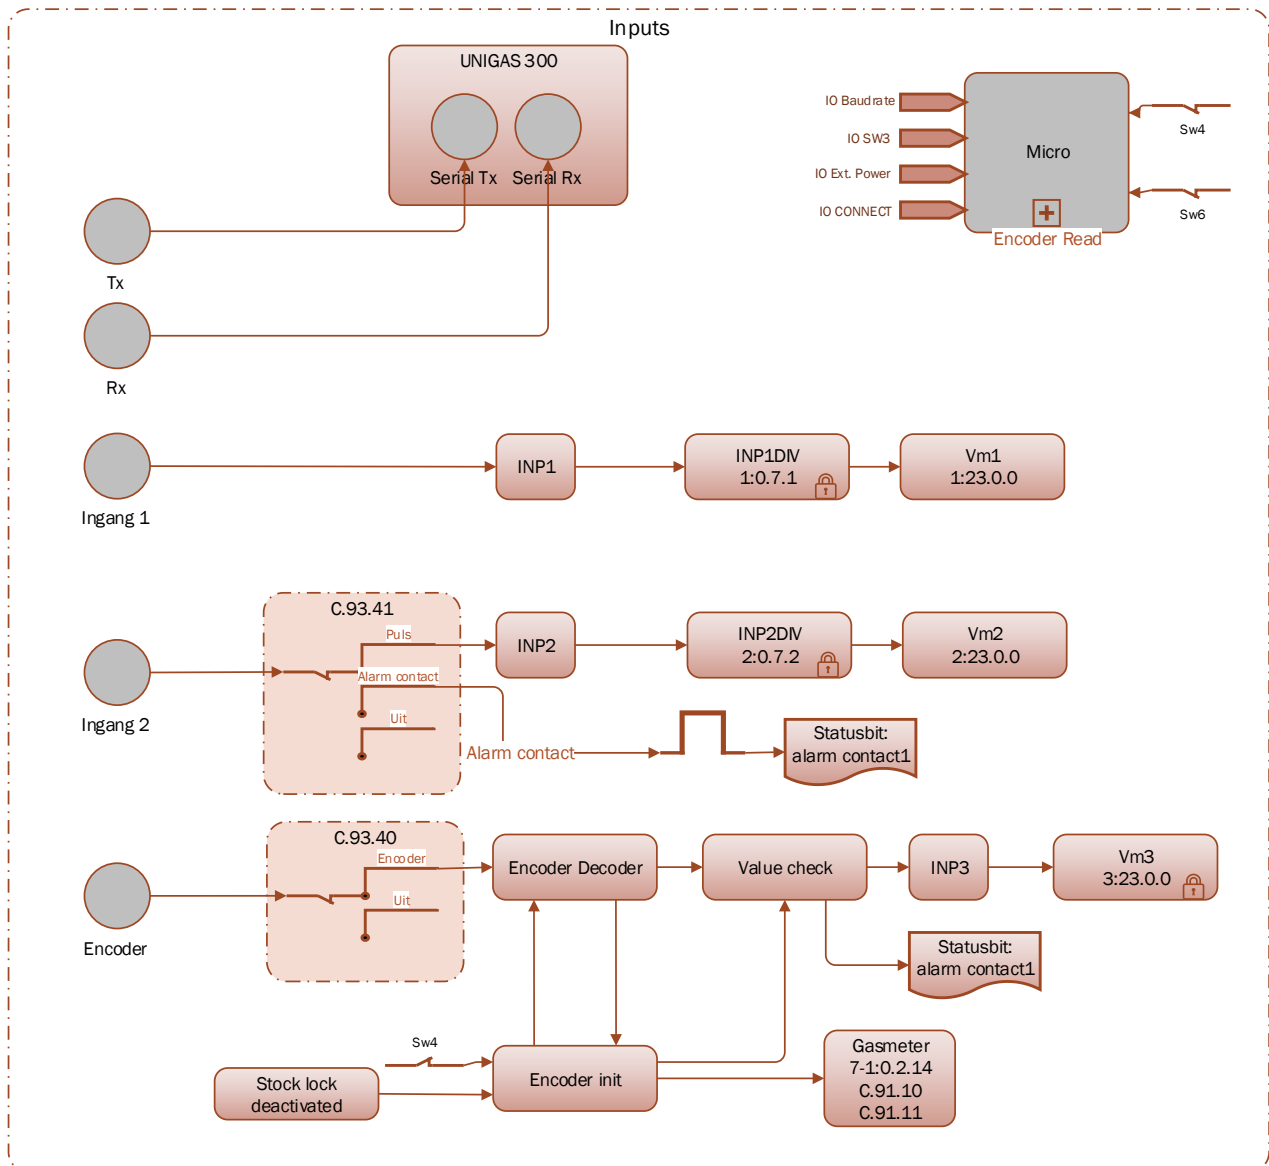 Inputs
UNIGAS 300
Serial Tx
Serial Rx
IO Baudrate
IO SW3
IO Ext. Power
IO CONNECT
Micro
Encoder Read
Sw4
Sw6
Tx
Rx
Ingang 1
INP1
INP1DIV
1:0.7.1
Vm1
1:23.0.0
Ingang 2
C.93.41
Puls
Alarm contact
Uit
INP2
INP2DIV
2:0.7.2
Vm2
2:23.0.0
Alarm contact
Statusbit:
alarm contact1
Encoder
C.93.40
Encoder
Uit
Encoder Decoder
Value check
INP3
Vm3
3:23.0.0
Statusbit:
alarm contact1
Sw4
Stock lock
deactivated
Encoder init
Gasmeter
7-1:0.2.14
C.91.10
C.91.11